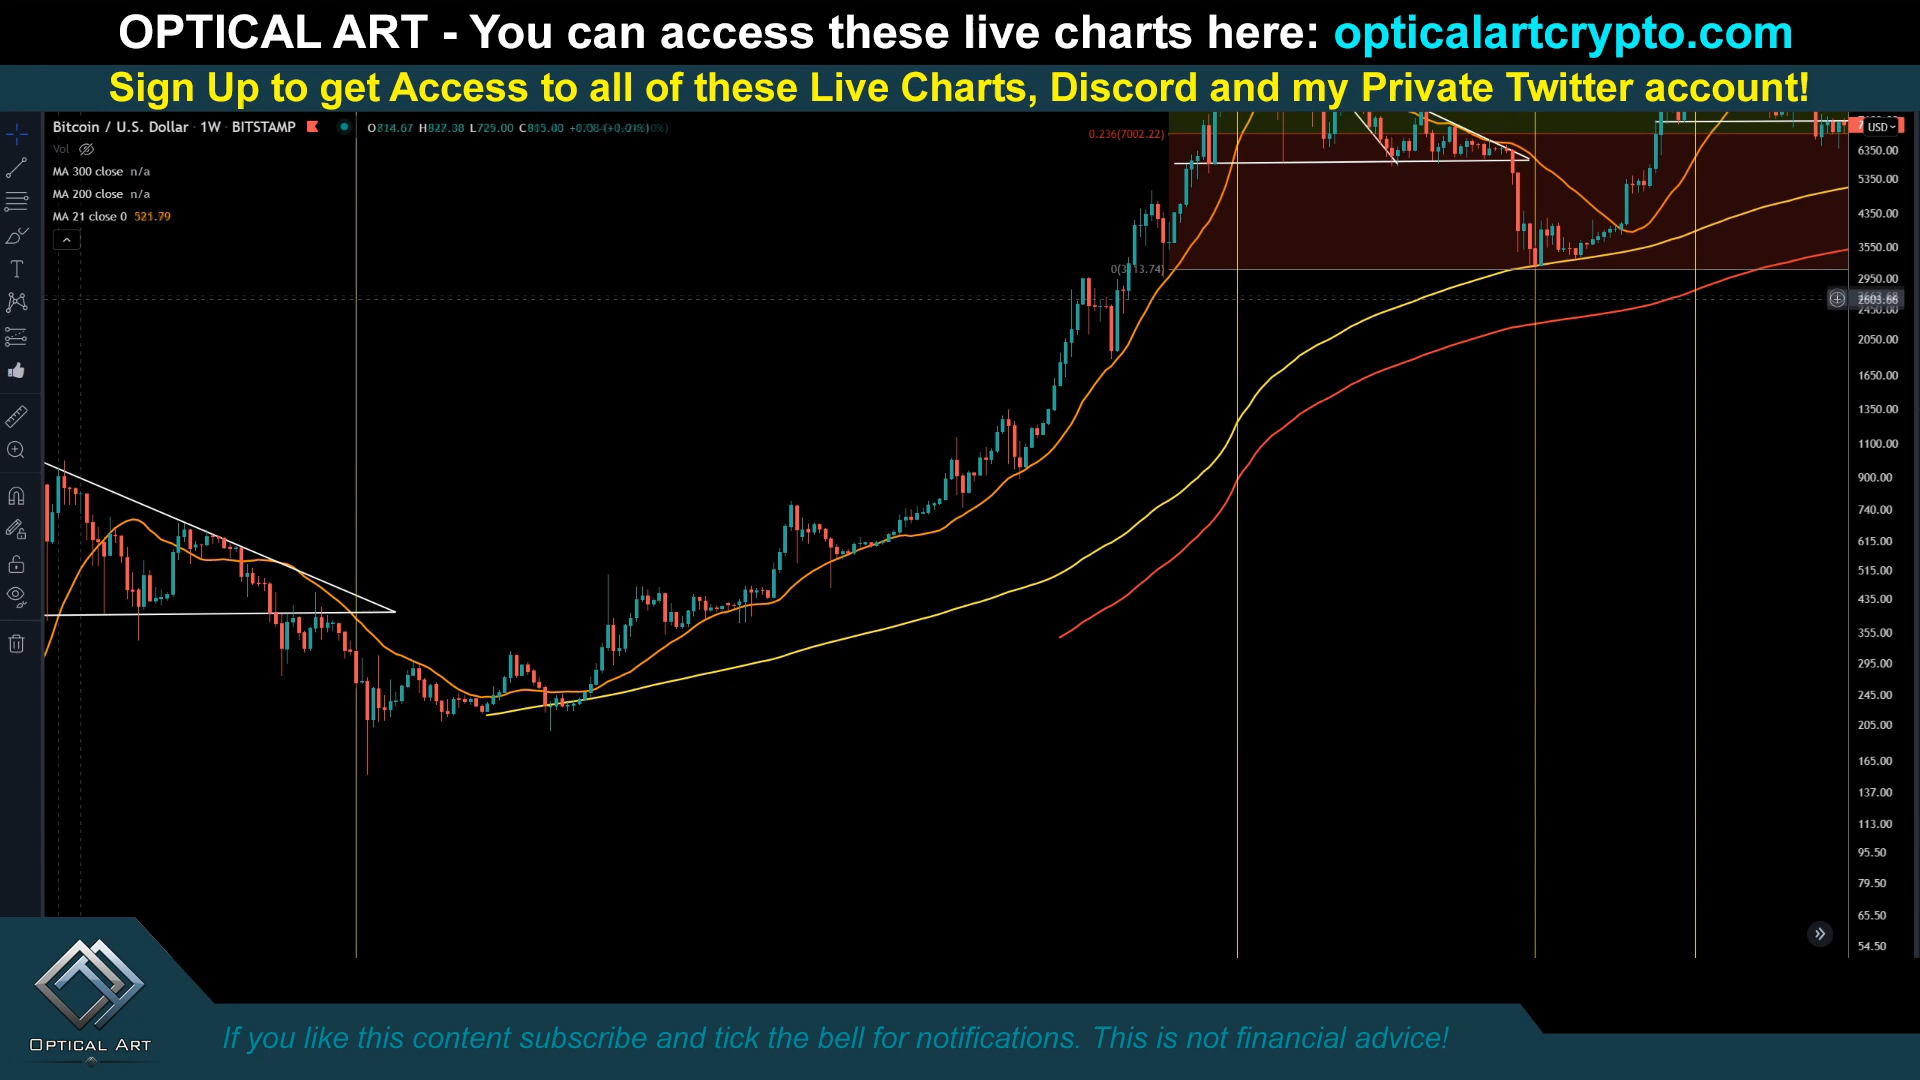 OPTICAL ART - You can access these live charts here: opticalartcrypto.com
Sign Up to get Access to all of these Live Charts, Discord and my Private Twitter account!
Bitcoin / U.S. Dollar · 1W · BITSTAMP
Vol
MA 300 close n/a
MA 200 close n/a
MA 21 close 0 521.79
0.236(7002.22)
USD
6350.00
5350.00
4350.00
3550.00
2950.00
2450.00
2050.00
1650.00
1350.00
1100.00
900.00
740.00
615.00
515.00
435.00
355.00
295.00
245.00
205.00
165.00
137.00
113.00
95.50
79.50
65.50
54.50
OPTICAL ART
If you like this content subscribe and tick the bell for notifications. This is not financial advice!